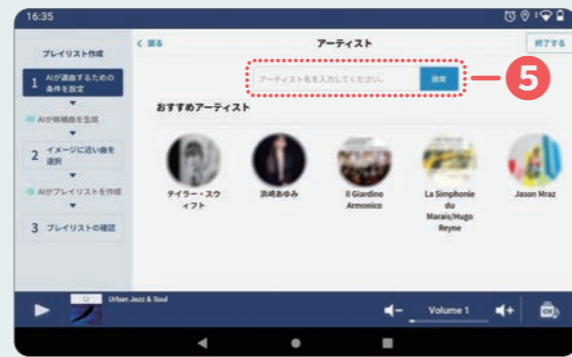 16:35
プレイリスト作成
1 AIが選曲するための
条件を設定
AIが候補曲を生成
2 イメージに近い曲を
選択
AIがプレイリストを作成
3 プレイリストの確認
戻る
アーティスト
終了する
アーティスト名を入力してください。
検索
5
おすすめアーティスト
テイラー・スウ
ィフト
浜崎あゆみ
Il Giardino
Armonico
La Simphonie
du
Marais/Hugo
Reyne
Jason Mraz
Urban Jazz & Soul
Volume 1